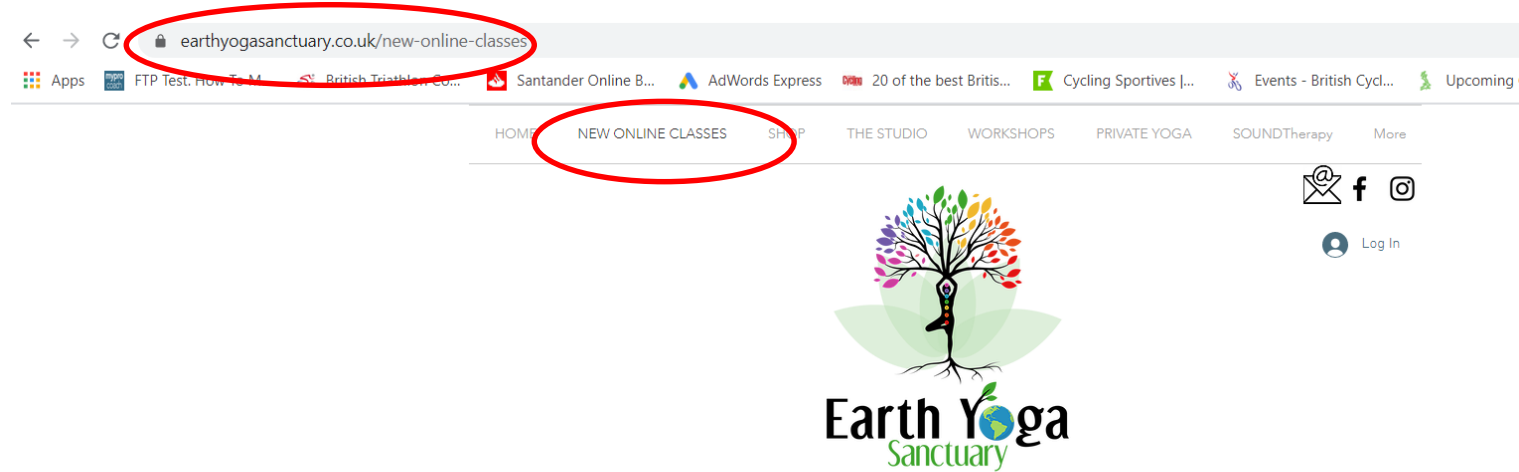 earthyogasanctuary.co.uk/new-online-classes
Apps FTP Test. How To M... British Triathlon Co... Santander Online B... AdWords Express 20 of the best Britis... Cycling Sportives |... Events - British Cycl... Upcoming
HOME NEW ONLINE CLASSES SHOP THE STUDIO WORKSHOPS PRIVATE YOGA SOUNDTherapy More
Log In
Earth Yoga
Sanctuary